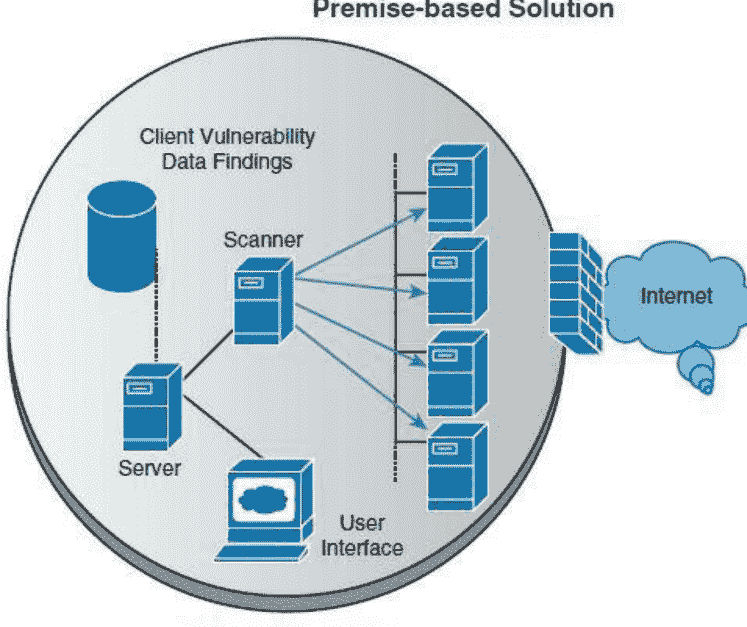 Premise-based Solution
Client Vulnerability
Data Findings
Scanner
Internet
Server
User
Interface